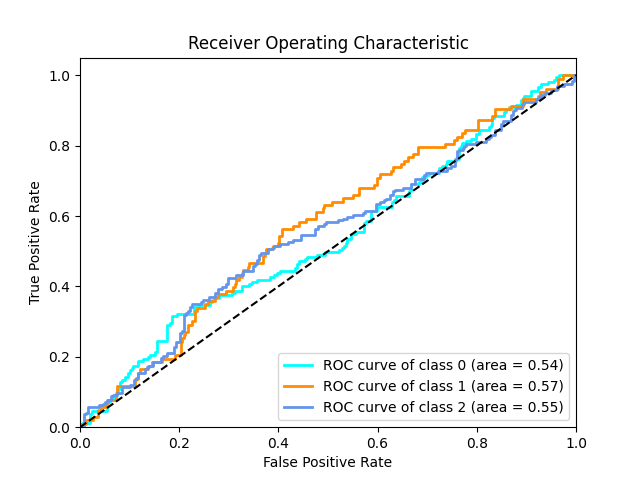 Receiver Operating Characteristic
1.0
0.8
0.6
0.4
0.2
0.0
True Positive Rate
ROC curve of class 0 (area = 0.54)
ROC curve of class 1 (area = 0.57)
ROC curve of class 2 (area = 0.55)
0.0 0.2 0.4 0.6 0.8 1.0
False Positive Rate